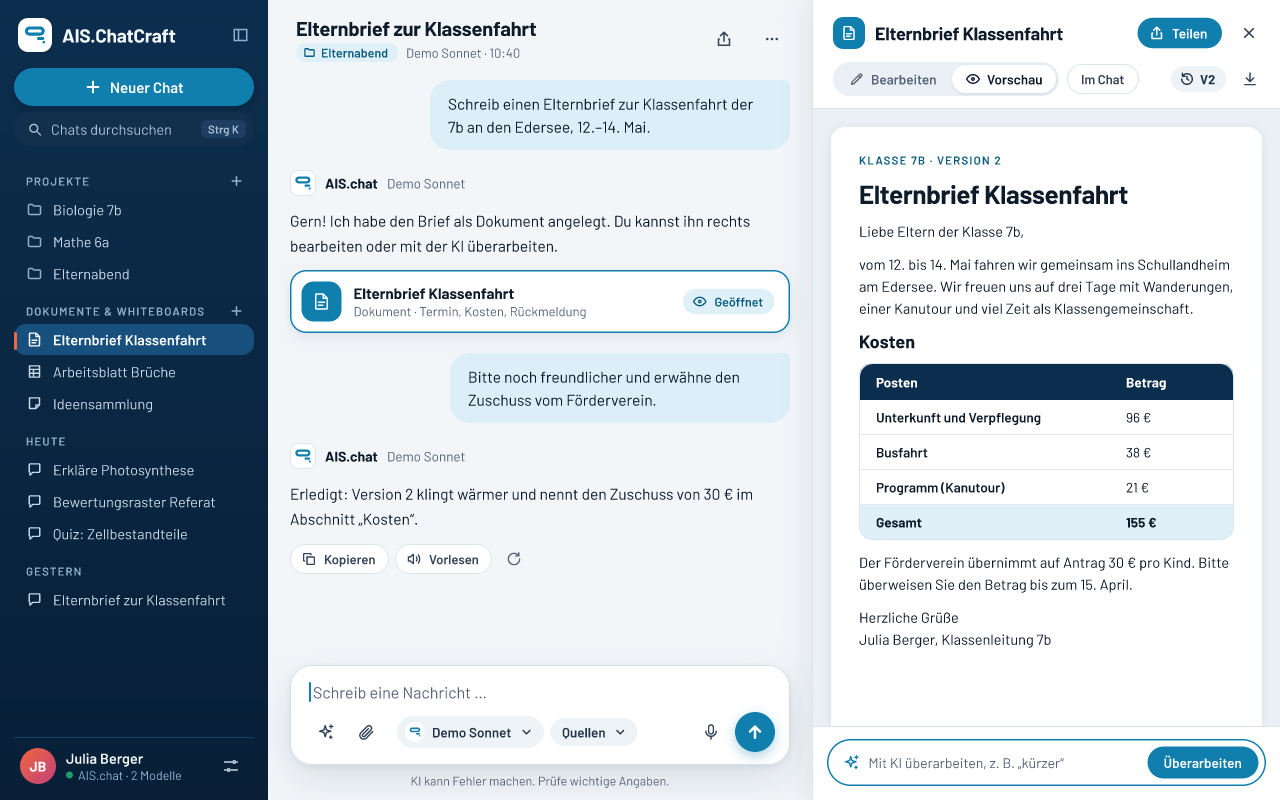 AIS.ChatCraft
Neuer Chat
Chats durchsuchen
Strg K
PROJEKTE
Biologie 7b
Mathe 6a
Elternabend
DOKUMENTE & WHITEBOARDS
Elternbrief Klassenfahrt
Arbeitsblatt Brüche
Ideensammlung
HEUTE
Erkläre Photosynthese
Bewertungsraster Referat
Quiz: Zellbestandteile
GESTERN
Elternbrief zur Klassenfahrt
JB
Julia Berger
AIS.chat · 2 Modelle
Elternbrief zur Klassenfahrt
Elternabend
Demo Sonnet · 10:40
Schreib einen Elternbrief zur Klassenfahrt der
7b an den Edersee, 12.–14. Mai.
AIS.chat Demo Sonnet
Gern! Ich habe den Brief als Dokument angelegt. Du kannst ihn rechts
bearbeiten oder mit der KI überarbeiten.
Elternbrief Klassenfahrt
Dokument · Termin, Kosten, Rückmeldung
Geöffnet
Bitte noch freundlicher und erwähne den
Zuschuss vom Förderverein.
AIS.chat Demo Sonnet
Erledigt: Version 2 klingt wärmer und nennt den Zuschuss von 30 € im
Abschnitt „Kosten“.
Kopieren
Vorlesen
Schreib eine Nachricht ...
Demo Sonnet
Quellen
KI kann Fehler machen. Prüfe wichtige Angaben.
Elternbrief Klassenfahrt
Teilen
Bearbeiten
Vorschau
Im Chat
V2
KLASSE 7B · VERSION 2
Elternbrief Klassenfahrt
Liebe Eltern der Klasse 7b,
vom 12. bis 14. Mai fahren wir gemeinsam ins Schullandheim
am Edersee. Wir freuen uns auf drei Tage mit Wanderungen,
einer Kanutour und viel Zeit als Klassengemeinschaft.
Kosten
Posten Betrag
Unterkunft und Verpflegung 96 €
Busfahrt 38 €
Programm (Kanutour) 21 €
Gesamt 155 €
Der Förderverein übernimmt auf Antrag 30 € pro Kind. Bitte
überweisen Sie den Betrag bis zum 15. April.
Herzliche Grüße
Julia Berger, Klassenleitung 7b
Mit KI überarbeiten, z. B. „kürzer“
Überarbeiten